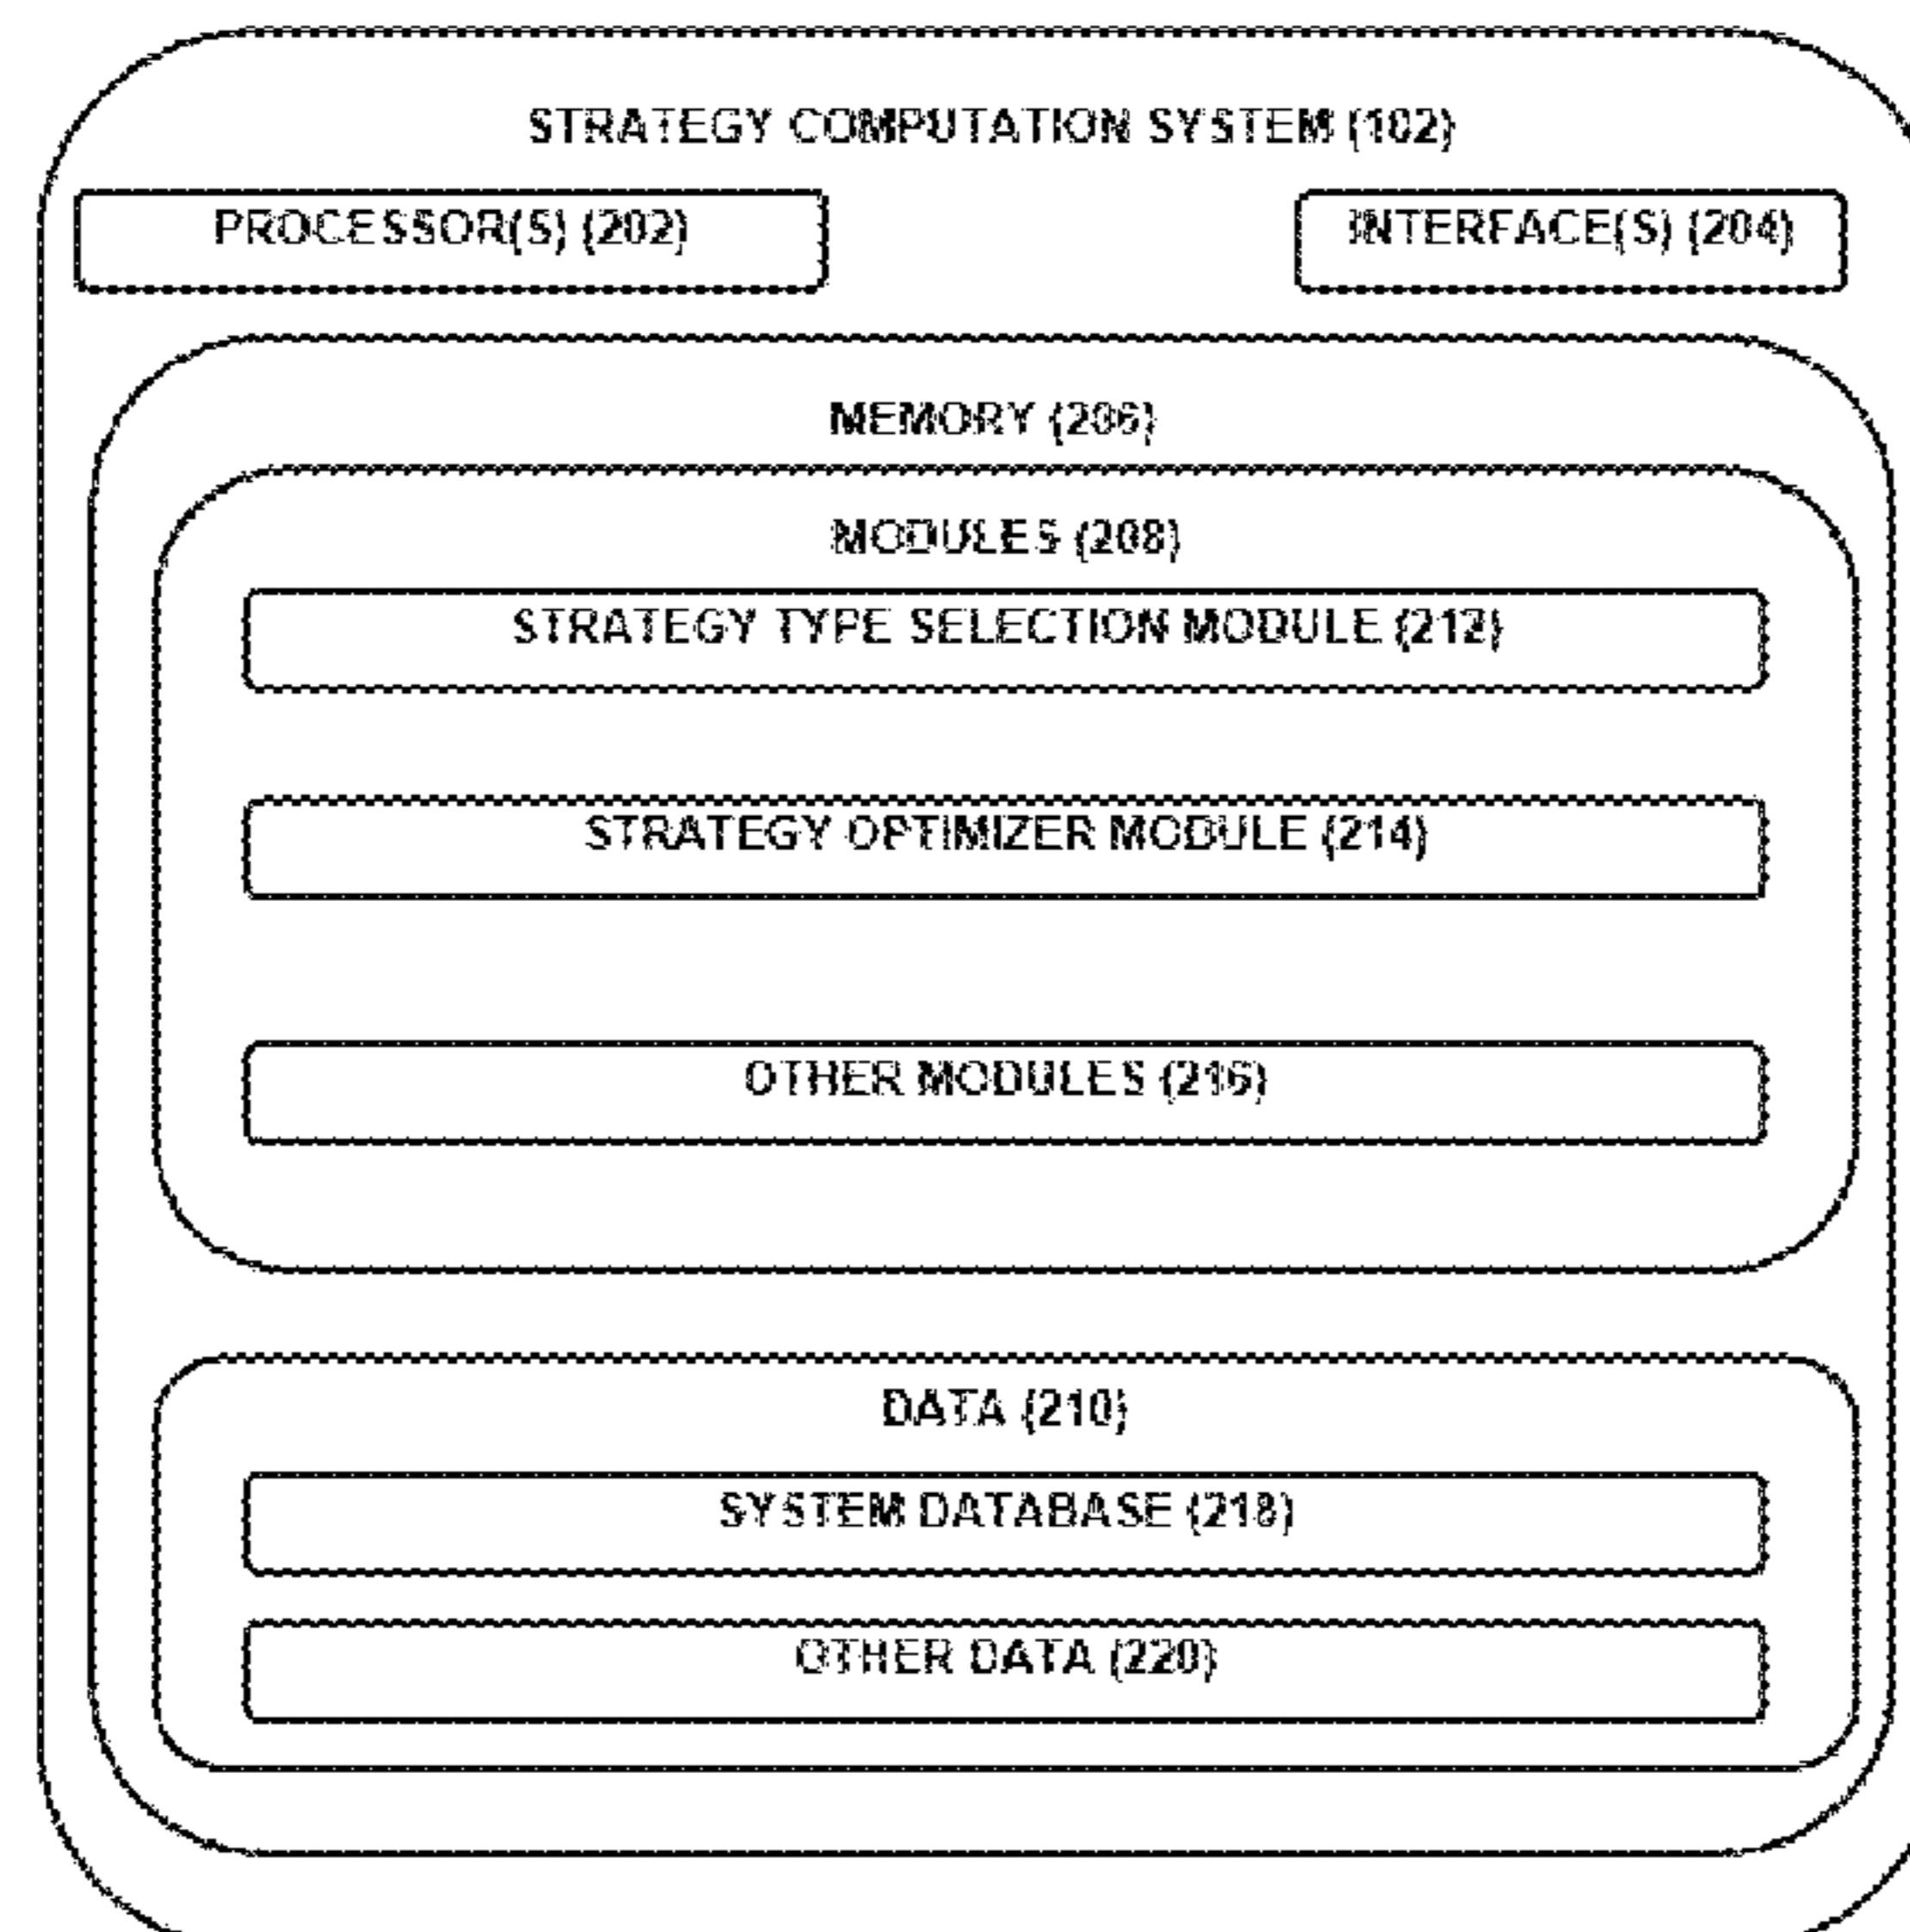 STRATEGY COMPUTATION SYSTEM (102)
PROCESSOR(S) (202)
INTERFACE(S) (204)
MEMORY (206)
MODULES (208)
STRATEGY TYPE SELECTION MODULE (212)
STRATEGY OPTIMIZER MODULE (214)
OTHER MODULES (216)
DATA (210)
SYSTEM DATABASE (218)
OTHER DATA (220)